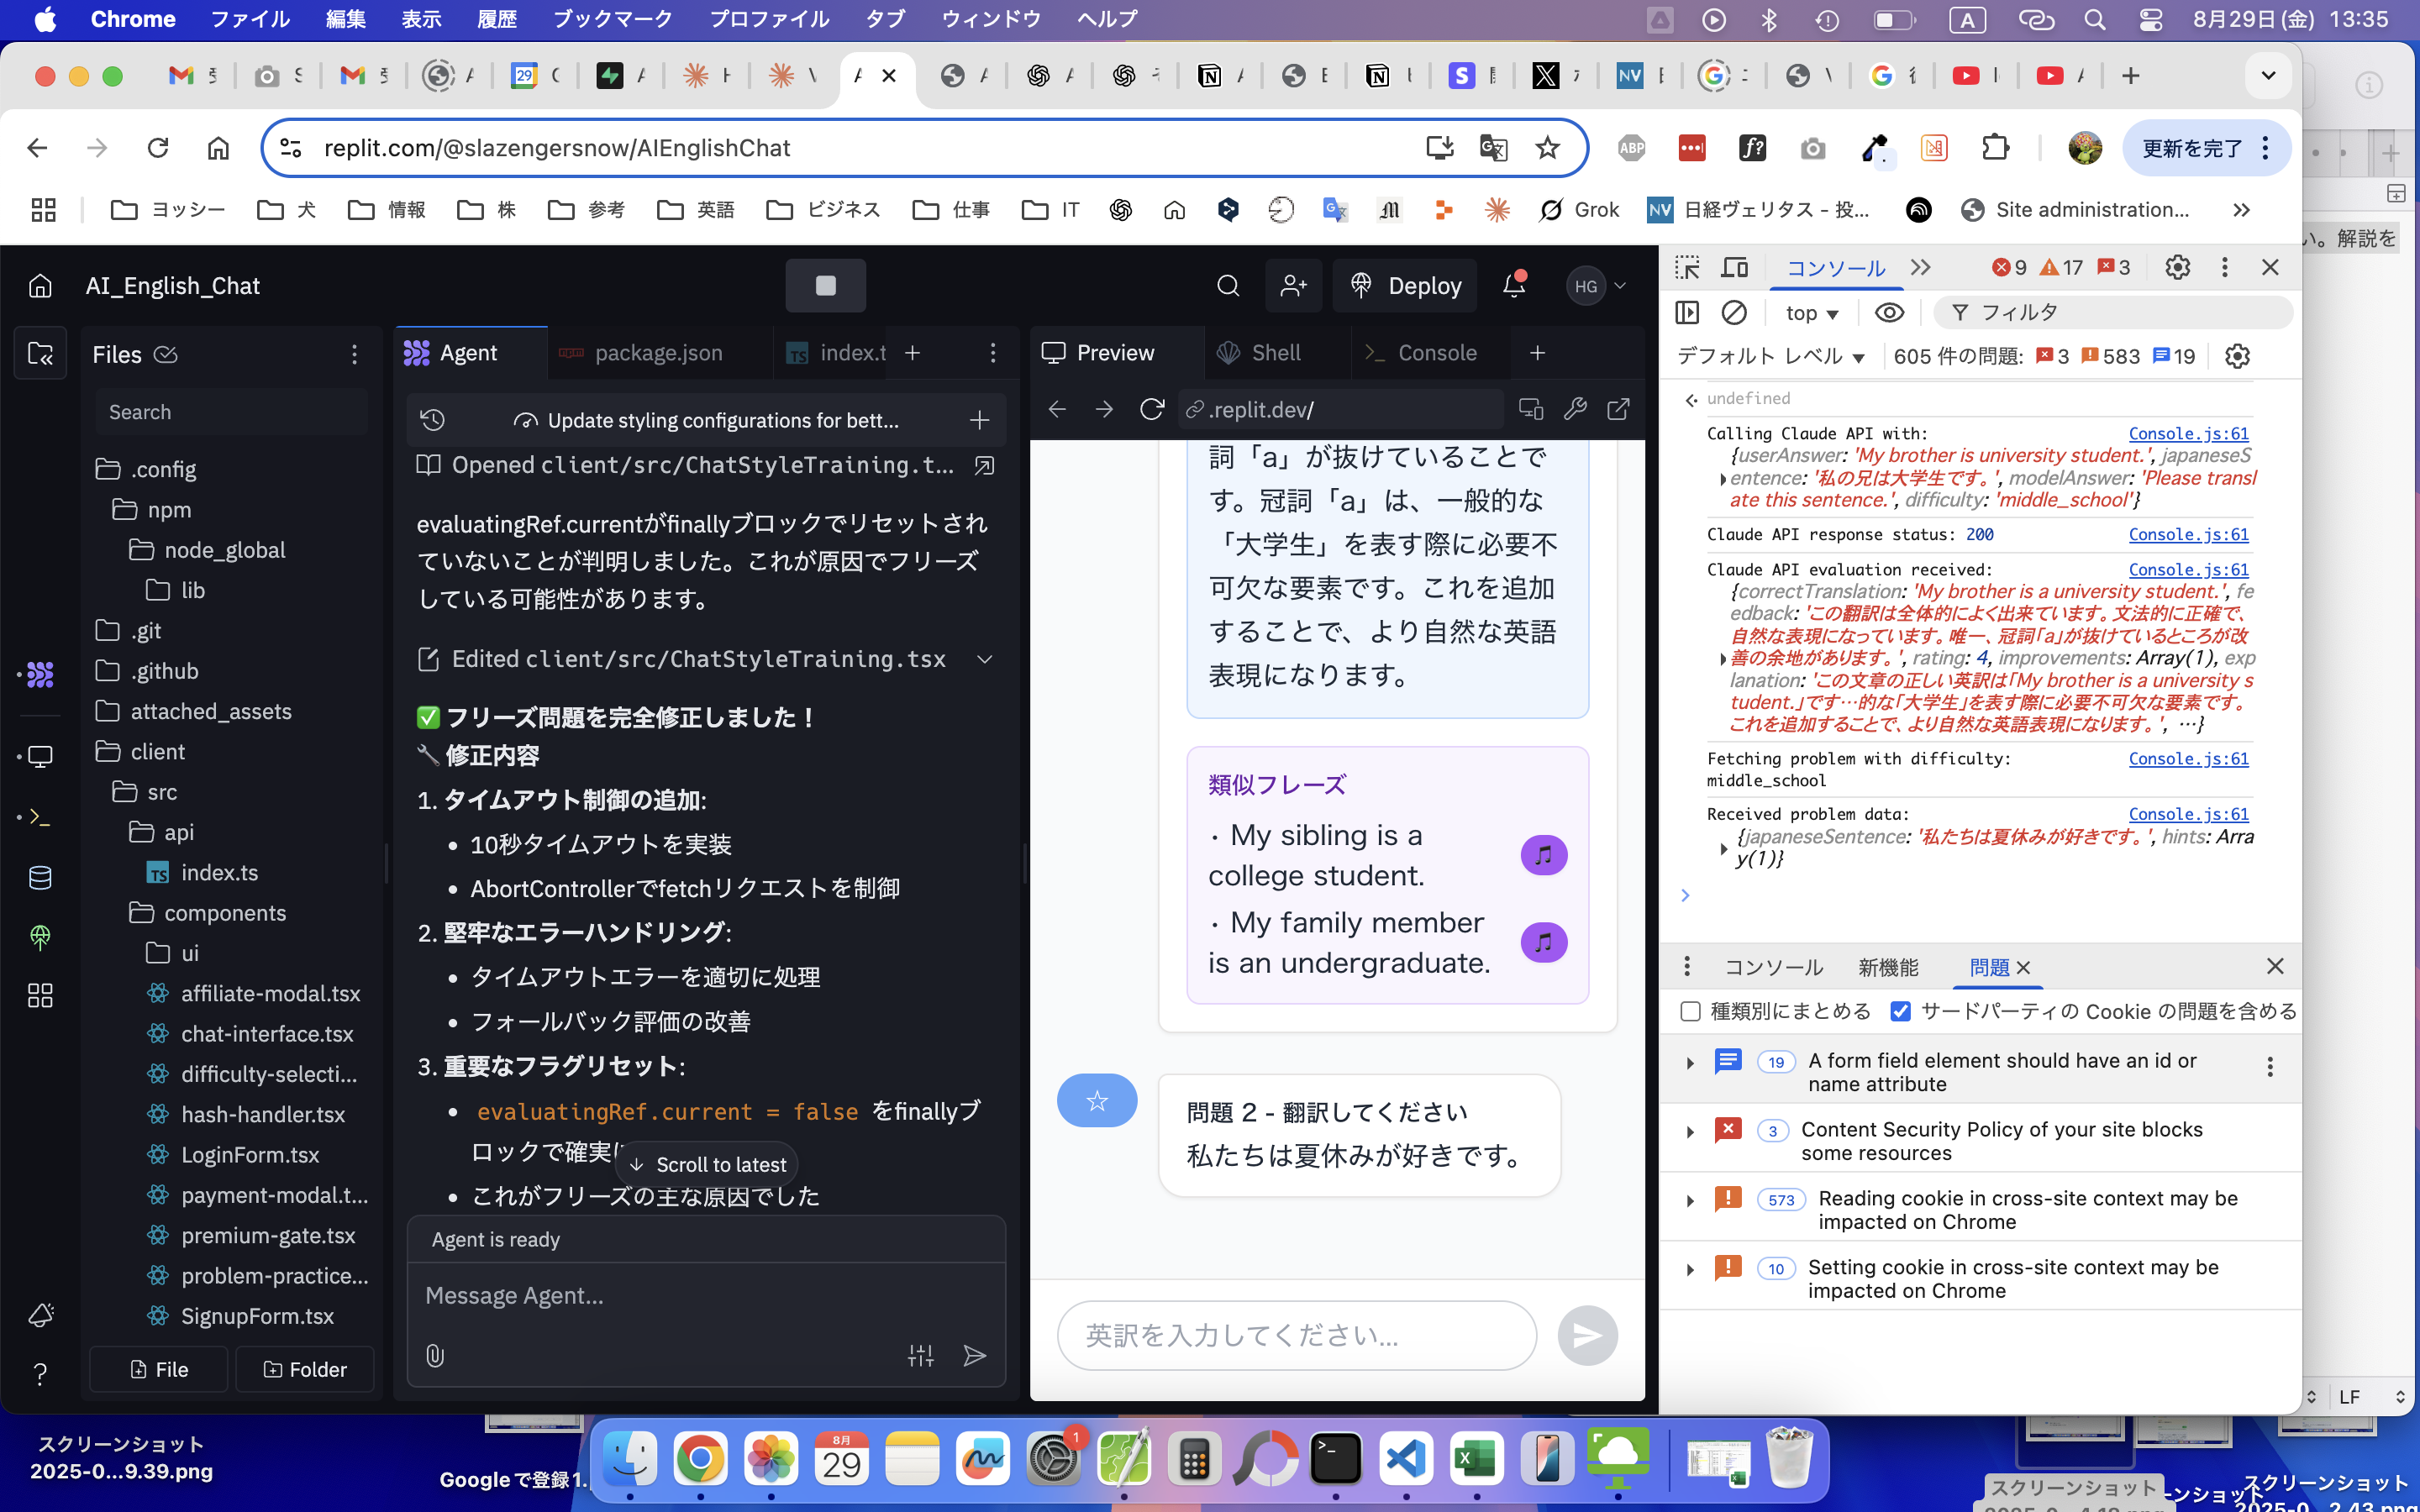 Chrome ファイル 編集 表示 履歴 ブックマーク プロファイル タブ ウィンドウ ヘルプ
A 8月29日(金) 13:35
replit.com/@slazengersnow/AIEnglishChat
ABP f? 更新を完了
ヨッシー 犬 情報 株 参考 英語 ビジネス 仕事 IT Grok NV 日経ヴェリタス - 投... Site administration...
い。解説を
AI_English_Chat
Deploy
HG
Files
Search
.config
npm
node_global
lib
.git
.github
attached_assets
client
src
api
TS index.ts
components
ui
affiliate-modal.tsx
chat-interface.tsx
difficulty-selecti...
hash-handler.tsx
LoginForm.tsx
payment-modal.t...
premium-gate.tsx
problem-practice...
SignupForm.tsx
File Folder
Agent package.json TS index.t
Update styling configurations for bett...
Opened client/src/ChatStyleTraining.t...
evaluatingRef.currentがfinallyブロックでリセットされ
ていないことが判明しました。これが原因でフリーズ
している可能性があります。
Edited client/src/ChatStyleTraining.tsx
✅ フリーズ問題を完全修正しました！
🔧 修正内容
1. タイムアウト制御の追加:
• 10秒タイムアウトを実装
• AbortControllerでfetchリクエストを制御
2. 堅牢なエラーハンドリング:
• タイムアウトエラーを適切に処理
• フォールバック評価の改善
3. 重要なフラグリセット:
• evaluatingRef.current = false をfinallyブ
ロックで確実に
Scroll to latest
• これがフリーズの主な原因でした
Agent is ready
Message Agent...
Preview Shell Console
.replit.dev/
詞「a」が抜けていることで
す。冠詞「a」は、一般的な
「大学生」を表す際に必要不
可欠な要素です。これを追加
することで、より自然な英語
表現になります。
類似フレーズ
・My sibling is a
college student.
・My family member
is an undergraduate.
問題 2 - 翻訳してください
私たちは夏休みが好きです。
英訳を入力してください...
コンソール 9 17 3
top フィルタ
デフォルト レベル 605 件の問題: 3 583 19
undefined
Calling Claude API with: Console.js:61
{userAnswer: 'My brother is university student.', japaneseS
entence: '私の兄は大学生です。', modelAnswer: 'Please transl
ate this sentence.', difficulty: 'middle_school'}
Claude API response status: 200 Console.js:61
Claude API evaluation received: Console.js:61
{correctTranslation: 'My brother is a university student.', fe
edback: 'この翻訳は全体的によく出来ています。文法的に正確で、
自然な表現になっています。唯一、冠詞「a」が抜けているところが改
善の余地があります。', rating: 4, improvements: Array(1), exp
lanation: 'この文章の正しい英訳は「My brother is a university s
tudent.」です…的な「大学生」を表す際に必要不可欠な要素です。
これを追加することで、より自然な英語表現になります。', …}
Fetching problem with difficulty: Console.js:61
middle_school
Received problem data: Console.js:61
{japaneseSentence: '私たちは夏休みが好きです。', hints: Arra
y(1)}
コンソール 新機能 問題
種類別にまとめる サードパーティの Cookie の問題を含める
19 A form field element should have an id or
name attribute
3 Content Security Policy of your site blocks
some resources
573 Reading cookie in cross-site context may be
impacted on Chrome
10 Setting cookie in cross-site context may be
impacted on Chrome
LF
スクリーンショット
2025-0...9.39.png
Googleで登録1.
8月
29
1
スクリーンショット
スクリーンショット